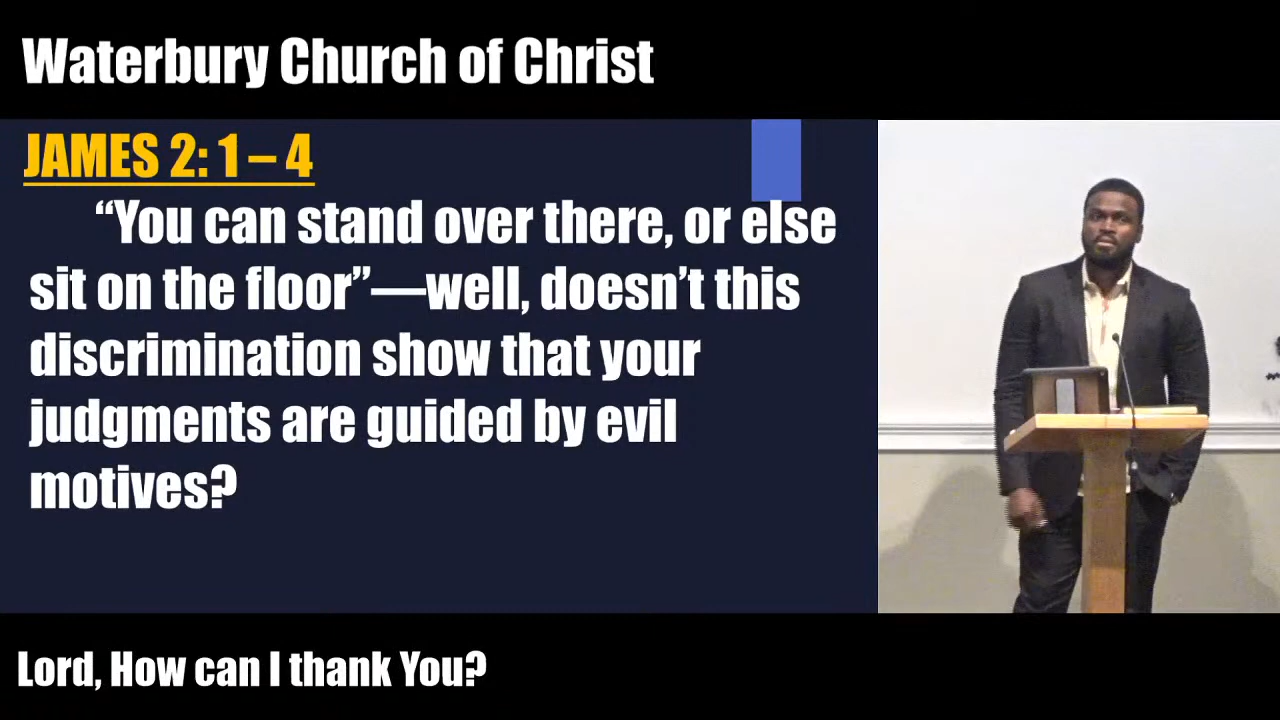 Waterbury Church of Christ
JAMES 2: 1 – 4
“You can stand over there, or else
sit on the floor”—well, doesn’t this
discrimination show that your
judgments are guided by evil
motives?
Lord, How can I thank You?